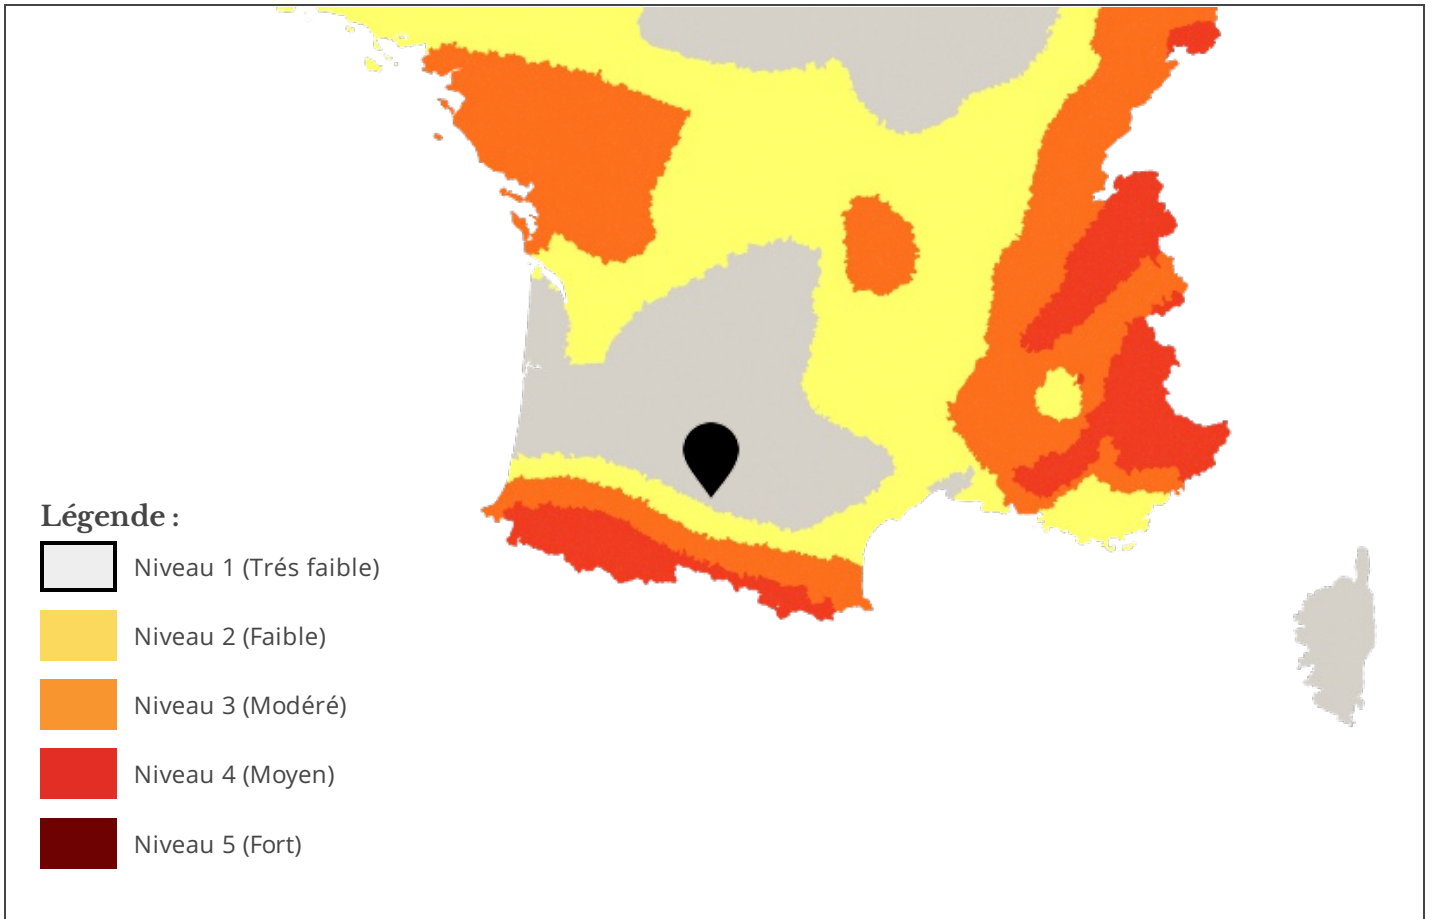 Légende :
Niveau 1 (Trés faible)
Niveau 2 (Faible)
Niveau 3 (Modéré)
Niveau 4 (Moyen)
Niveau 5 (Fort)